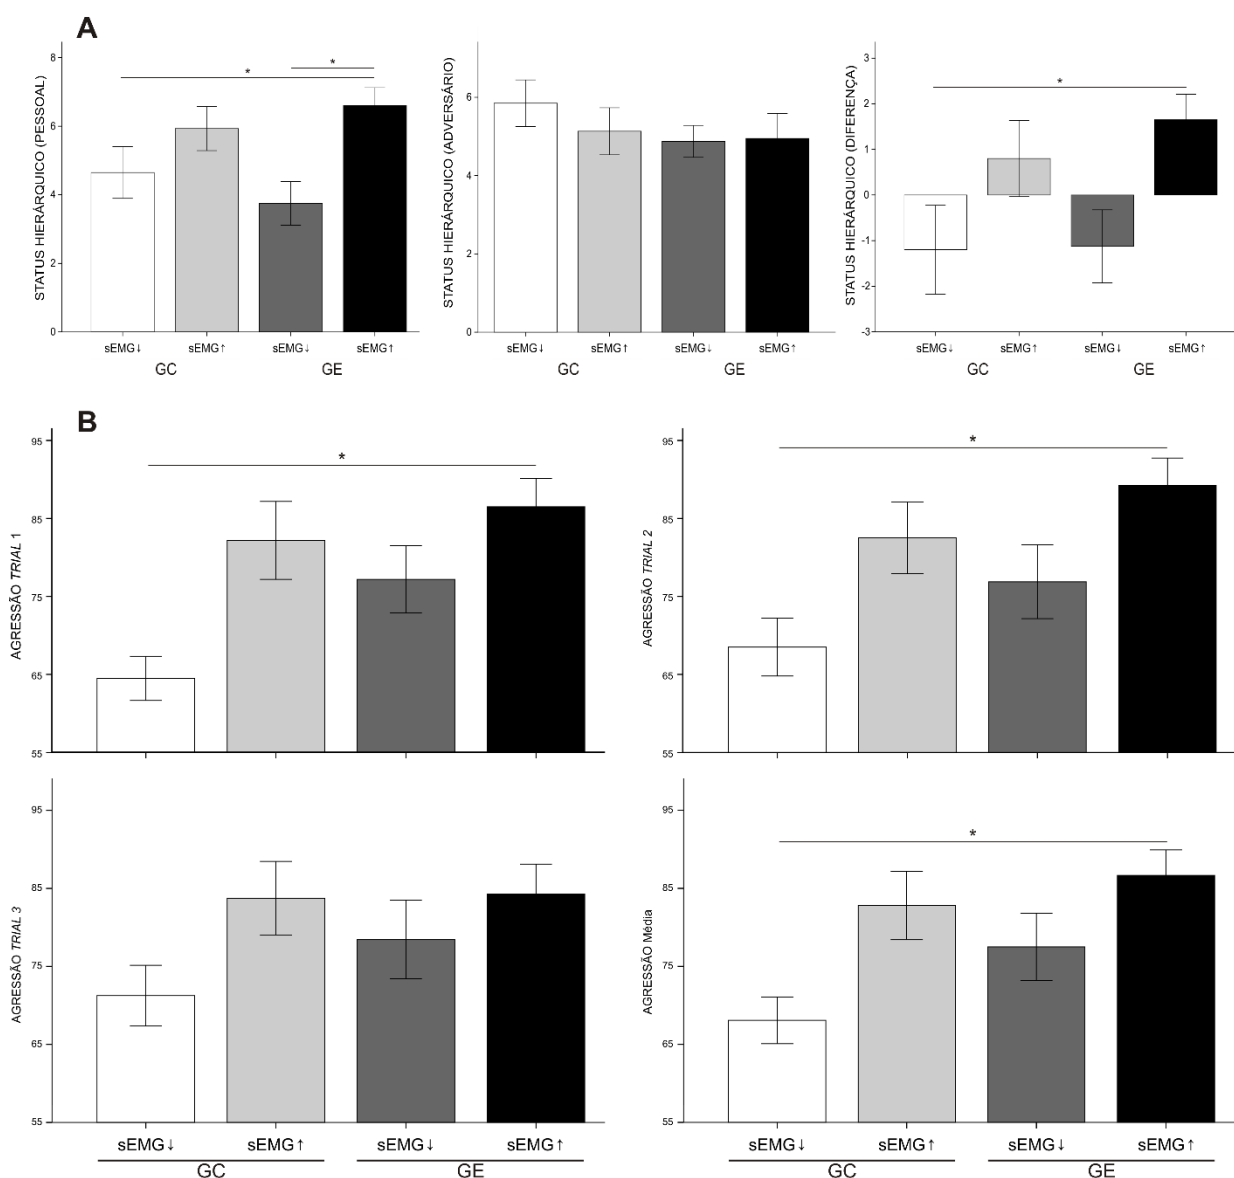 A
STATUS HIERÁRQUICO (PESSOAL)
8
6
4
2
0
*
*
sEMG↓ sEMG↑ sEMG↓ sEMG↑
GC GE
STATUS HIERÁRQUICO (ADVERSÁRIO)
6
4
2
0
sEMG↓ sEMG↑ sEMG↓ sEMG↑
GC GE
STATUS HIERÁRQUICO (DIFERENÇA)
3
2
1
0
-1
-2
-3
*
sEMG↓ sEMG↑ sEMG↓ sEMG↑
GC GE
B
AGRESSÃO TRIAL 1
95
85
75
65
55
*
AGRESSÃO TRIAL 2
95
85
75
65
55
*
AGRESSÃO TRIAL 3
95
85
75
65
55
sEMG↓ sEMG↑ sEMG↓ sEMG↑
GC GE
AGRESSÃO Média
95
85
75
65
55
*
sEMG↓ sEMG↑ sEMG↓ sEMG↑
GC GE